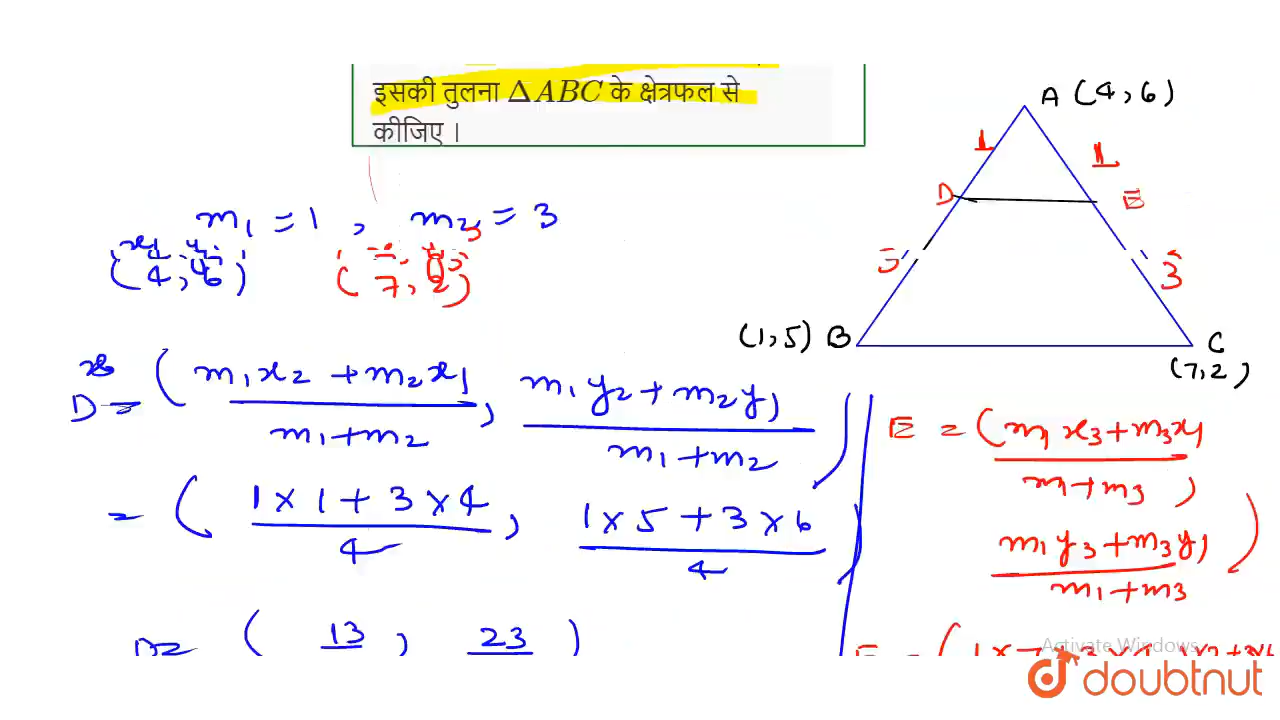 इसकी तुलना ΔABC के क्षेत्रफल से
कीजिए ।
A (4, 6)
1
1
D
E
3
3
(1, 5) B
C
(7, 2)
m1 = 1 , m2 = 3
(4, 6)
(7, 2)
D = (m1x2 + m2x1 / m1 + m2, m1y2 + m2y1 / m1 + m2)
= (1 × 1 + 3 × 4 / 4, 1 × 5 + 3 × 6 / 4)
D = (13, 23)
E = (m1x3 + m3x1 / m1 + m3,
m1y3 + m3y1 / m1 + m3)
Activate Windows
doubtnut